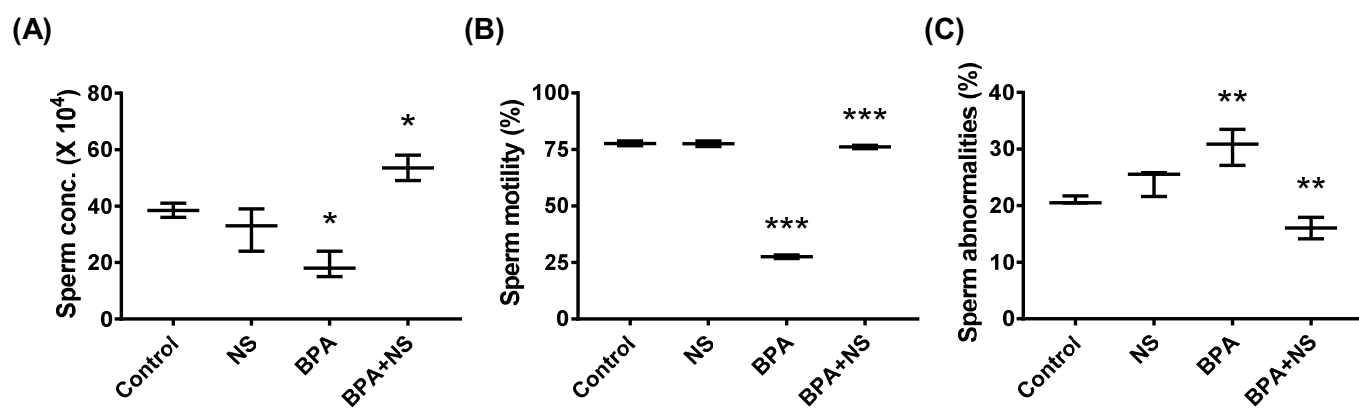 (A)
Sperm conc. (X 10⁴)
80
60
40
20
0
*
*
Control
NS
BPA
BPA+NS
(B)
Sperm motility (%)
100
75
50
25
0
***
***
Control
NS
BPA
BPA+NS
(C)
Sperm abnormalities (%)
40
30
20
10
0
**
**
Control
NS
BPA
BPA+NS